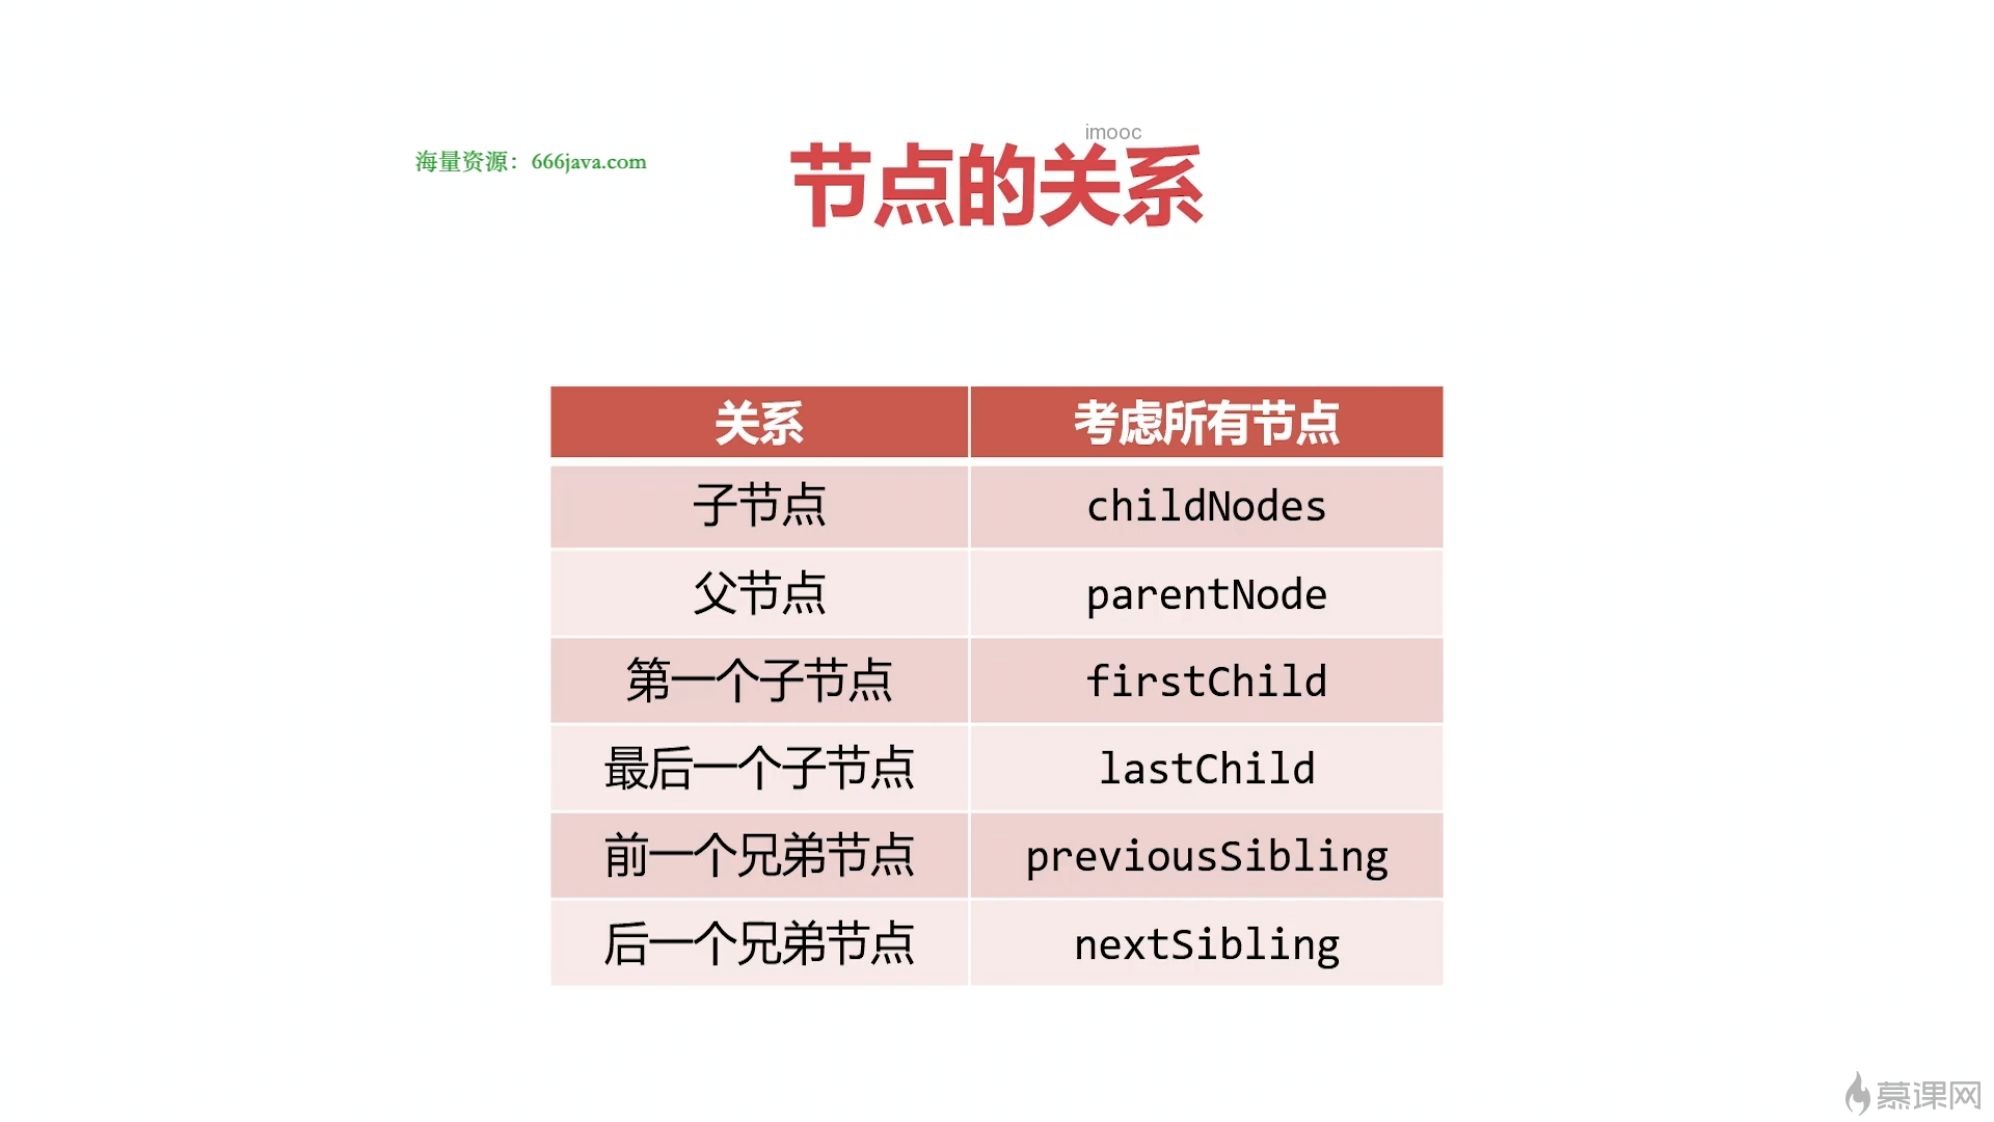 imooc
海量资源：666java.com
节点的关系
关系 考虑所有节点
子节点 childNodes
父节点 parentNode
第一个子节点 firstChild
最后一个子节点 lastChild
前一个兄弟节点 previousSibling
后一个兄弟节点 nextSibling
慕课网